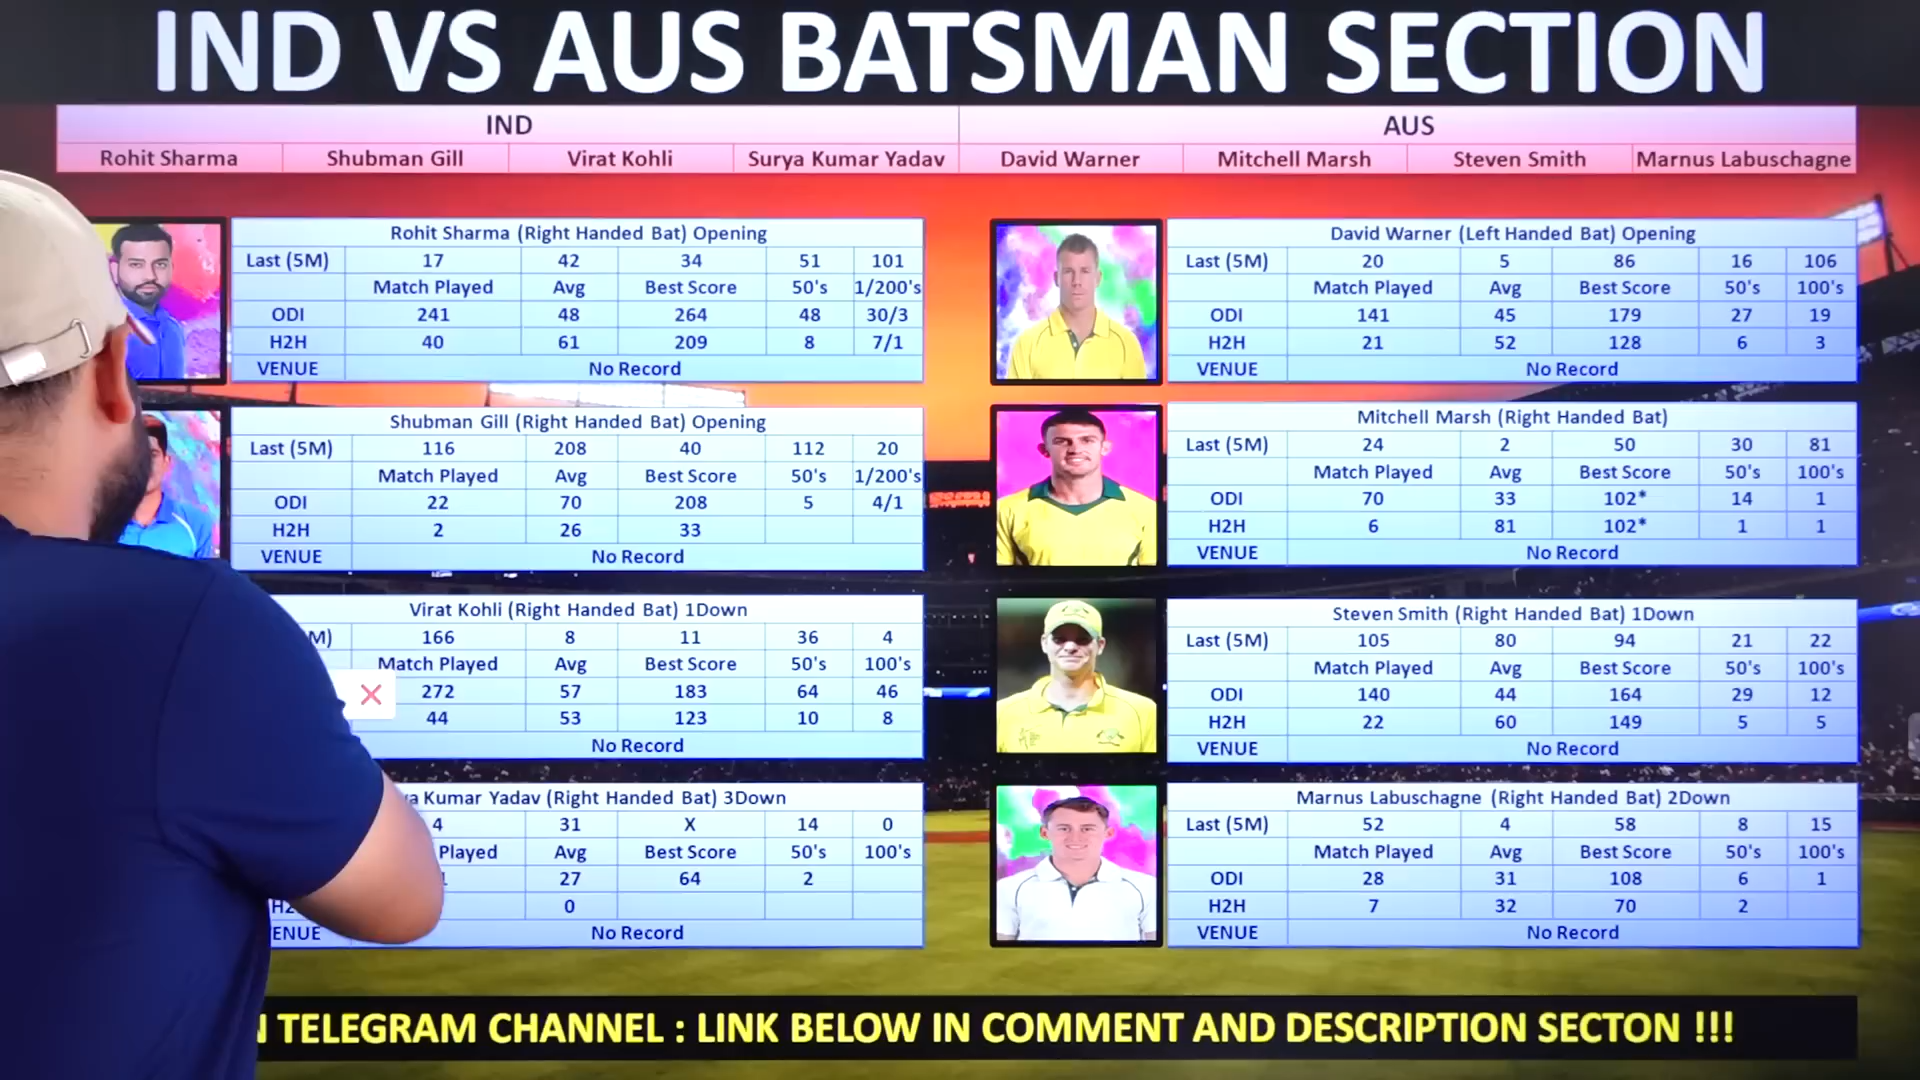 IND VS AUS BATSMAN SECTION
IND AUS
Rohit Sharma Shubman Gill Virat Kohli Surya Kumar Yadav David Warner Mitchell Marsh Steven Smith Marnus Labuschagne
Rohit Sharma (Right Handed Bat) Opening
Last (5M) 17 42 34 51 101
Match Played Avg Best Score 50's 1/200's
ODI 241 48 264 48 30/3
H2H 40 61 209 8 7/1
VENUE No Record
Shubman Gill (Right Handed Bat) Opening
Last (5M) 116 208 40 112 20
Match Played Avg Best Score 50's 1/200's
ODI 22 70 208 5 4/1
H2H 2 26 33
VENUE No Record
Virat Kohli (Right Handed Bat) 1Down
M) 166 8 11 36 4
Match Played Avg Best Score 50's 100's
272 57 183 64 46
44 53 123 10 8
No Record
Kumar Yadav (Right Handed Bat) 3Down
4 31 X 14 0
Played Avg Best Score 50's 100's
27 64 2
H2 0
ENUE No Record
David Warner (Left Handed Bat) Opening
Last (5M) 20 5 86 16 106
Match Played Avg Best Score 50's 100's
ODI 141 45 179 27 19
H2H 21 52 128 6 3
VENUE No Record
Mitchell Marsh (Right Handed Bat)
Last (5M) 24 2 50 30 81
Match Played Avg Best Score 50's 100's
ODI 70 33 102* 14 1
H2H 6 81 102* 1 1
VENUE No Record
Steven Smith (Right Handed Bat) 1Down
Last (5M) 105 80 94 21 22
Match Played Avg Best Score 50's 100's
ODI 140 44 164 29 12
H2H 22 60 149 5 5
VENUE No Record
Marnus Labuschagne (Right Handed Bat) 2Down
Last (5M) 52 4 58 8 15
Match Played Avg Best Score 50's 100's
ODI 28 31 108 6 1
H2H 7 32 70 2
VENUE No Record
TELEGRAM CHANNEL : LINK BELOW IN COMMENT AND DESCRIPTION SECTON !!!